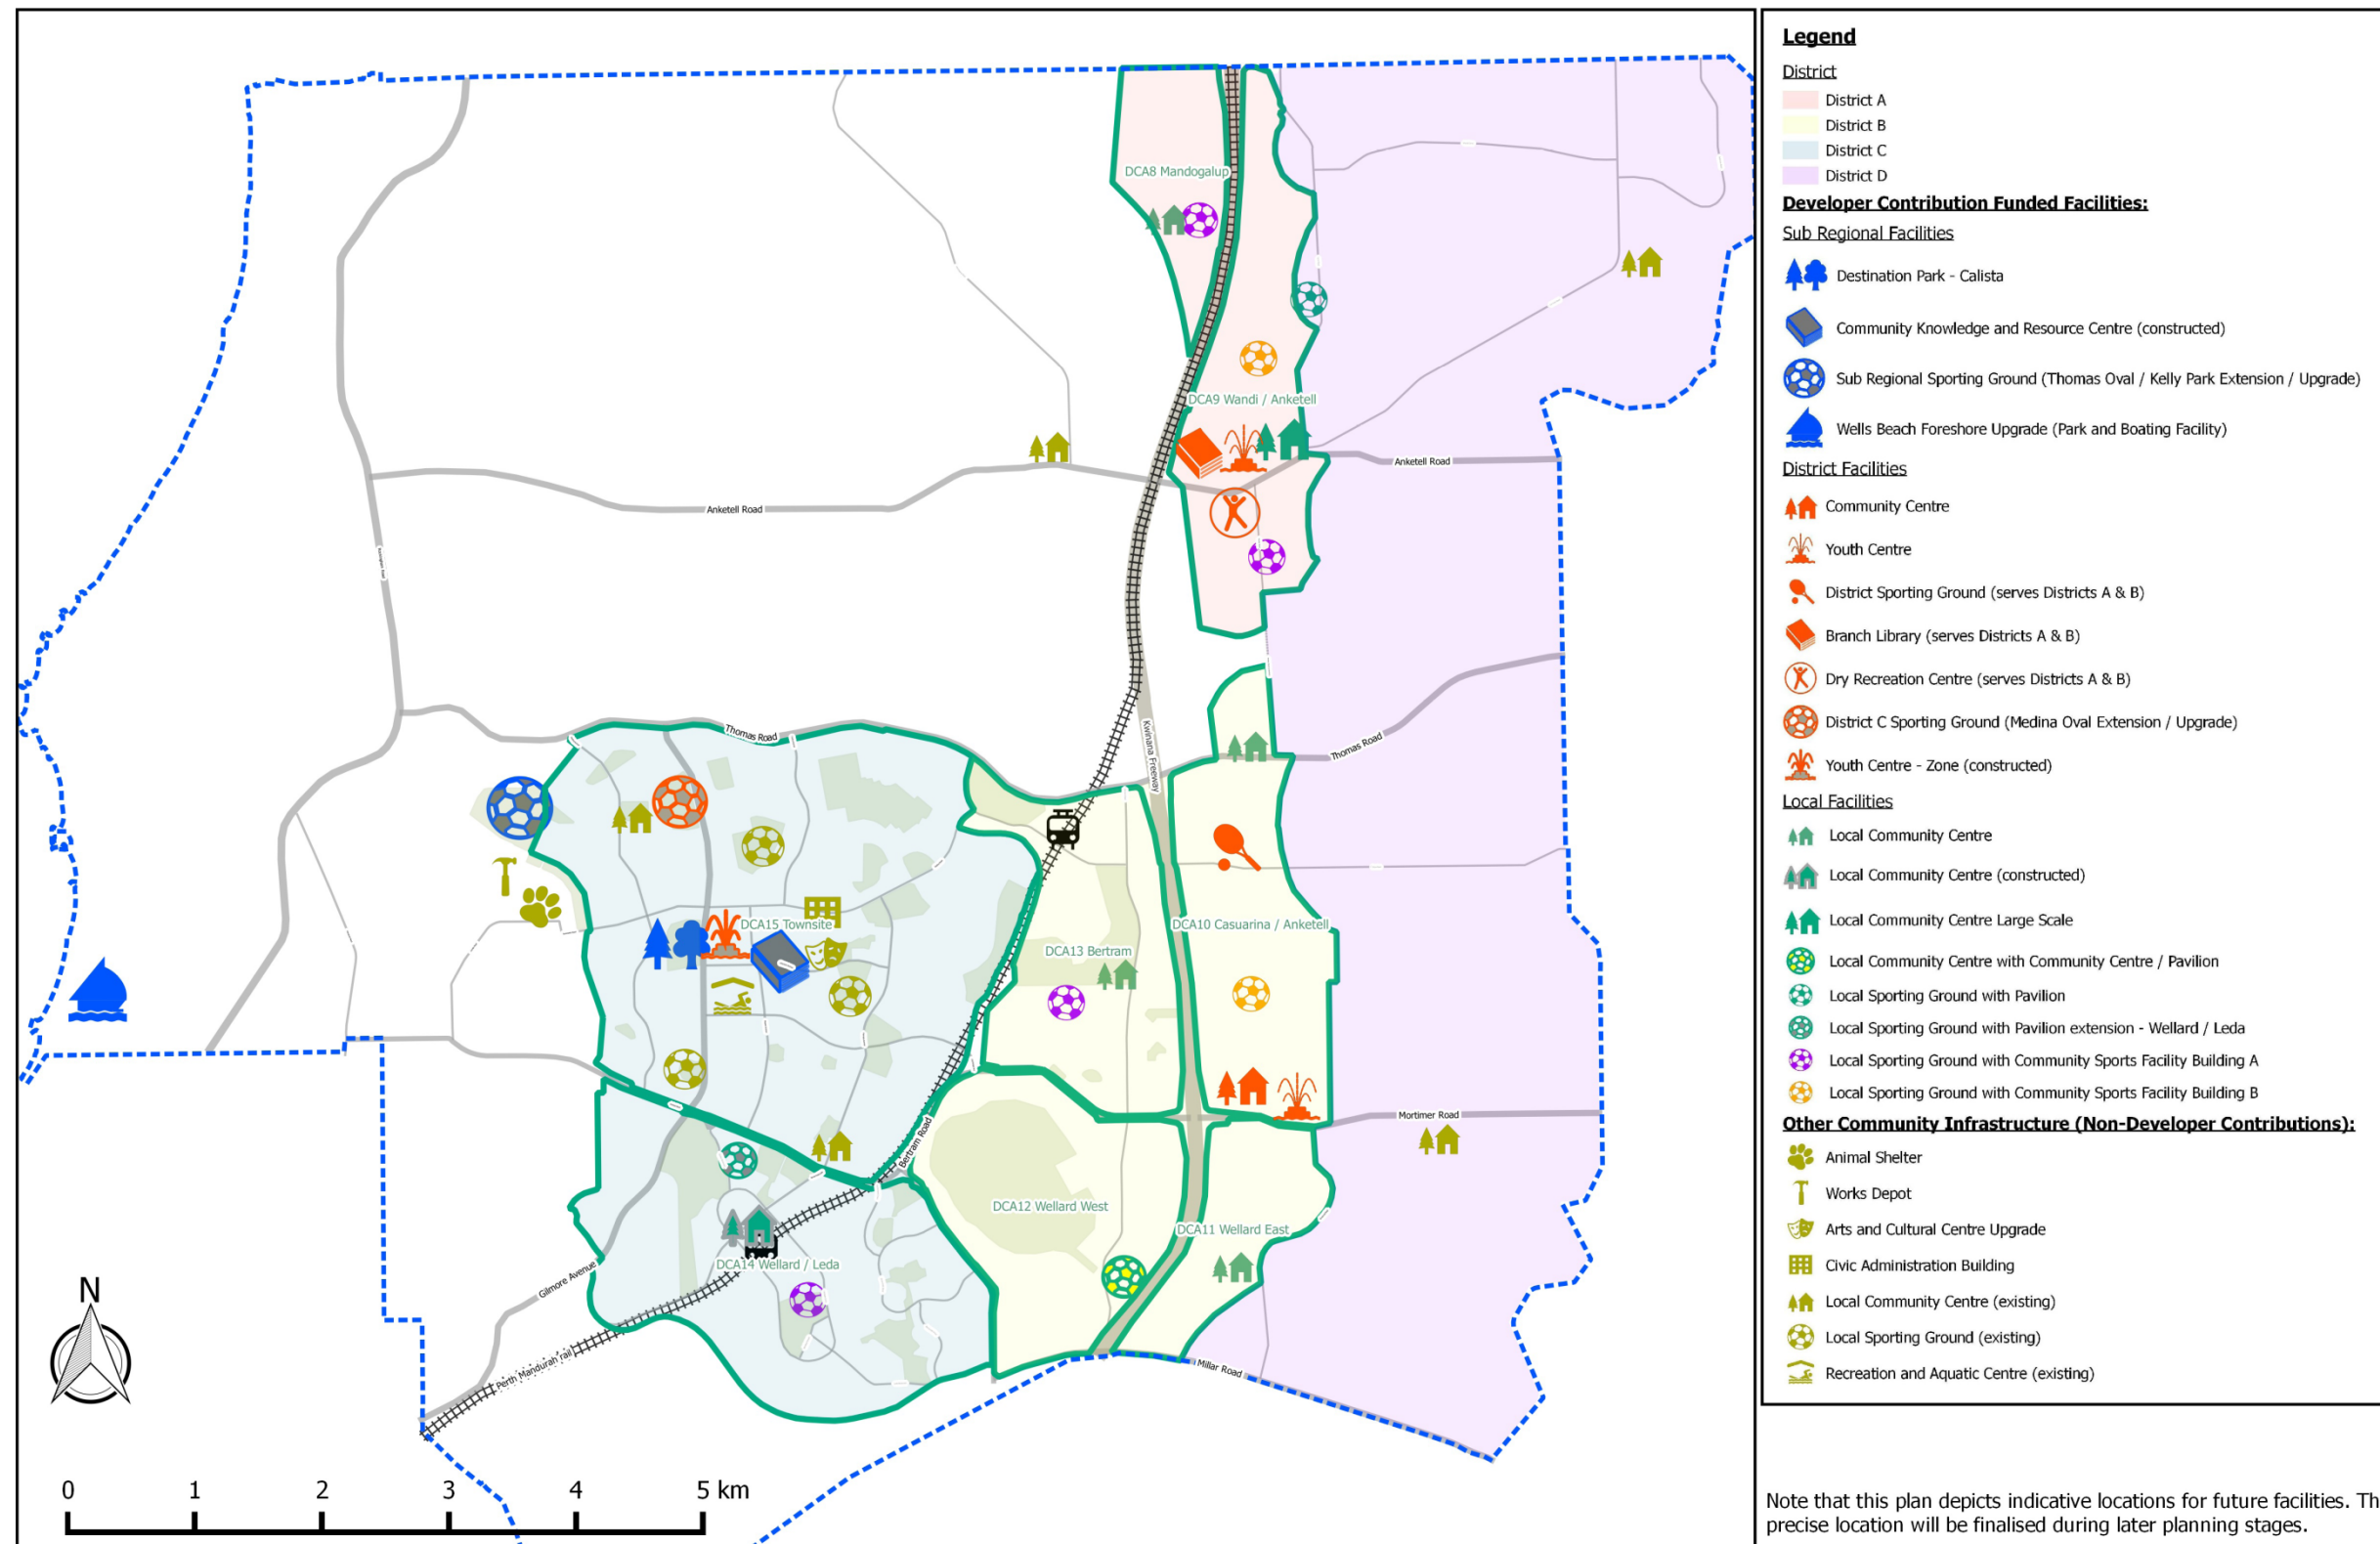 DCA8 Mandogalup
DCA9 Wandi / Anketell
Anketell Road
Anketell Road
Thomas Road
Kwinana Freeway
Thomas Road
DCA15 Townsite
DCA13 Bertram
DCA10 Casuarina / Anketell
Mortimer Road
Bertram Road
DCA12 Wellard West
DCA11 Wellard East
DCA14 Wellard / Leda
Gilmore Avenue
Perth Mandurah rail
Millar Road
N
0 1 2 3 4 5 km
Legend
District
District A
District B
District C
District D
Developer Contribution Funded Facilities:
Sub Regional Facilities
Destination Park - Calista
Community Knowledge and Resource Centre (constructed)
Sub Regional Sporting Ground (Thomas Oval / Kelly Park Extension / Upgrade)
Wells Beach Foreshore Upgrade (Park and Boating Facility)
District Facilities
Community Centre
Youth Centre
District Sporting Ground (serves Districts A & B)
Branch Library (serves Districts A & B)
Dry Recreation Centre (serves Districts A & B)
District C Sporting Ground (Medina Oval Extension / Upgrade)
Youth Centre - Zone (constructed)
Local Facilities
Local Community Centre
Local Community Centre (constructed)
Local Community Centre Large Scale
Local Community Centre with Community Centre / Pavilion
Local Sporting Ground with Pavilion
Local Sporting Ground with Pavilion extension - Wellard / Leda
Local Sporting Ground with Community Sports Facility Building A
Local Sporting Ground with Community Sports Facility Building B
Other Community Infrastructure (Non-Developer Contributions):
Animal Shelter
Works Depot
Arts and Cultural Centre Upgrade
Civic Administration Building
Local Community Centre (existing)
Local Sporting Ground (existing)
Recreation and Aquatic Centre (existing)
Note that this plan depicts indicative locations for future facilities. Th
precise location will be finalised during later planning stages.